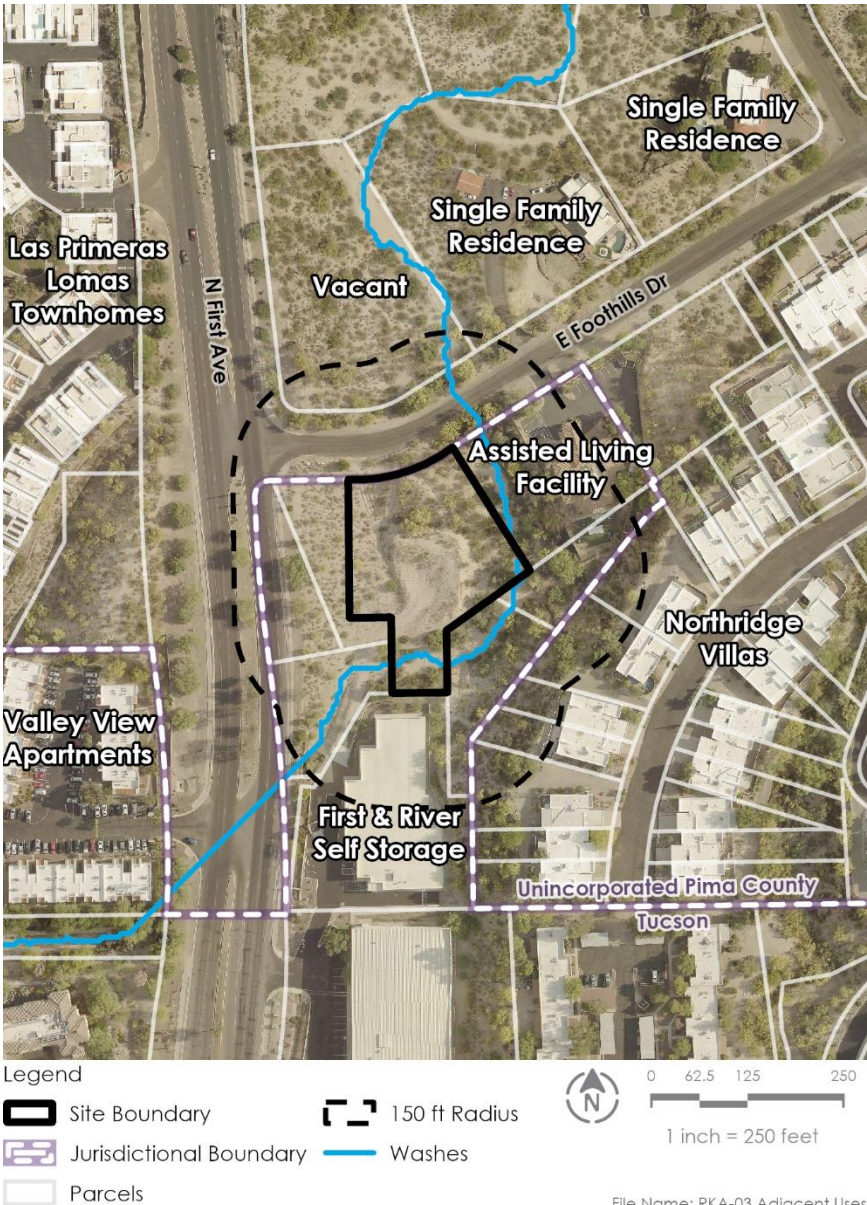 Single Family
Residence
Single Family
Residence
Las Primeras
Lomas
Townhomes
Vacant
N First Ave
E Foothills Dr
Assisted Living
Facility
Northridge
Villas
Valley View
Apartments
First & River
Self Storage
Unincorporated Pima County
Tucson
Legend
Site Boundary
150 ft Radius
Jurisdictional Boundary
Washes
Parcels
N
0 62.5 125 250
1 inch = 250 feet
File Name: PKA-03 Adjacent Uses